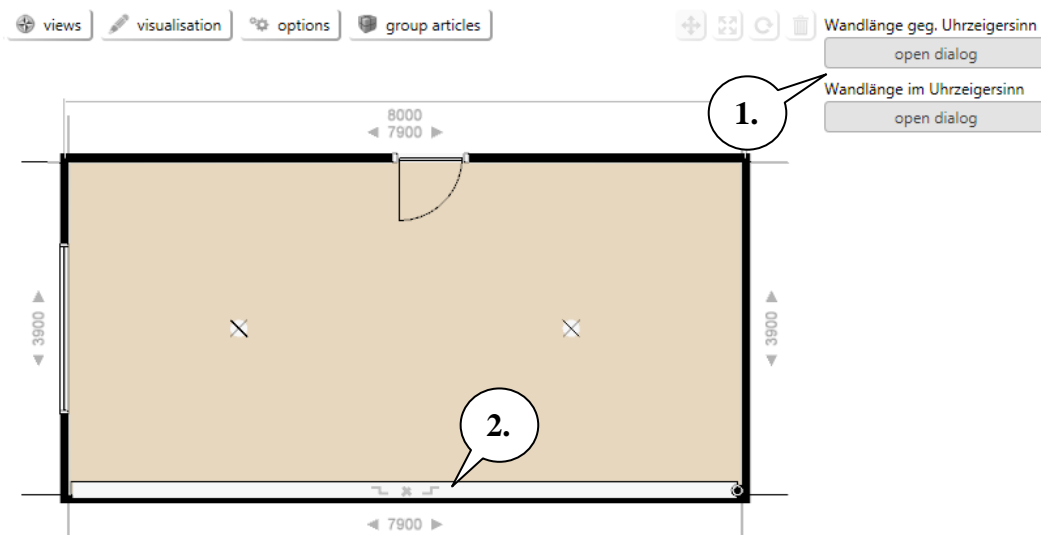 views visualisation options group articles
Wandlänge geg. Uhrzeigersinn
open dialog
Wandlänge im Uhrzeigersinn
open dialog
1.
8000
7900
3900
3900
2.
7900